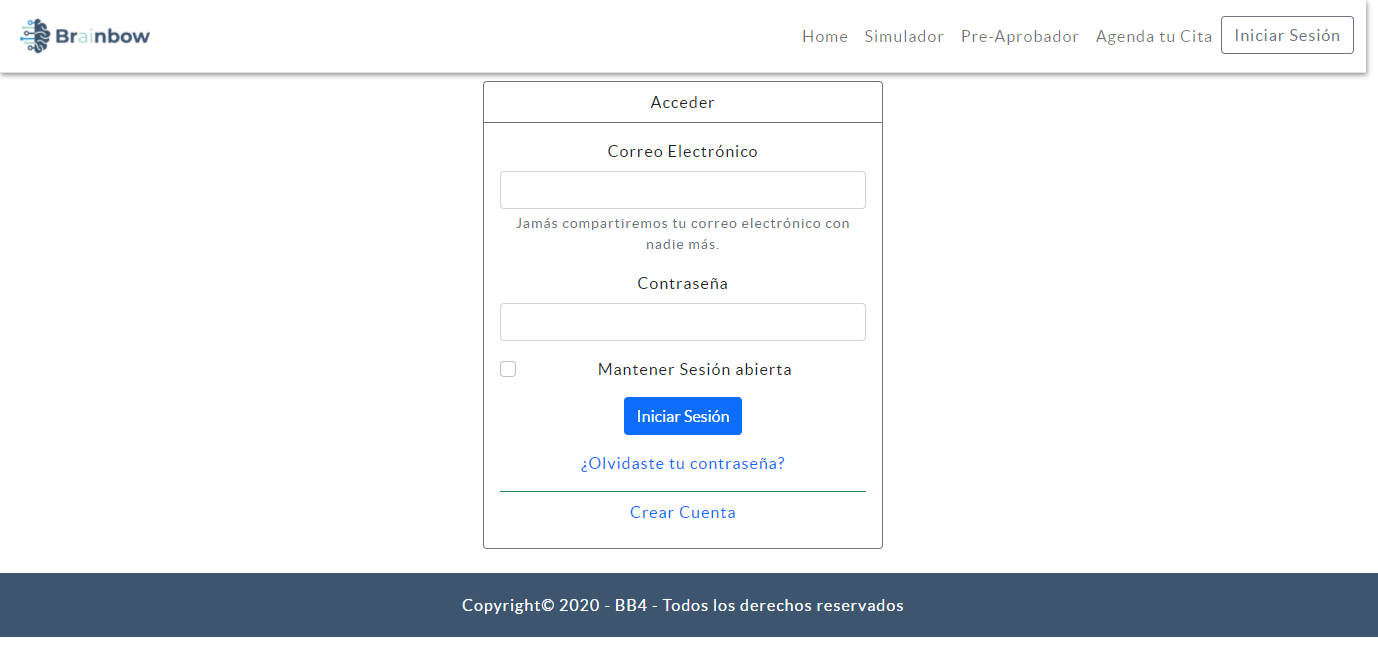 Brainbow
Home
Simulador
Pre-Aprobador
Agenda tu Cita
Iniciar Sesión
Acceder
Correo Electrónico
Jamás compartiremos tu correo electrónico con
nadie más.
Contraseña
Mantener Sesión abierta
Iniciar Sesión
¿Olvidaste tu contraseña?
Crear Cuenta
Copyright© 2020 - BB4 - Todos los derechos reservados